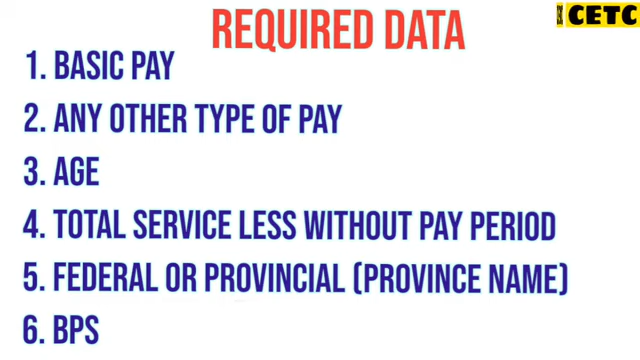 CETC
REQUIRED DATA
1. BASIC PAY
2. ANY OTHER TYPE OF PAY
3. AGE
4. TOTAL SERVICE LESS WITHOUT PAY PERIOD
5. FEDERAL OR PROVINCIAL (PROVINCE NAME)
6. BPS